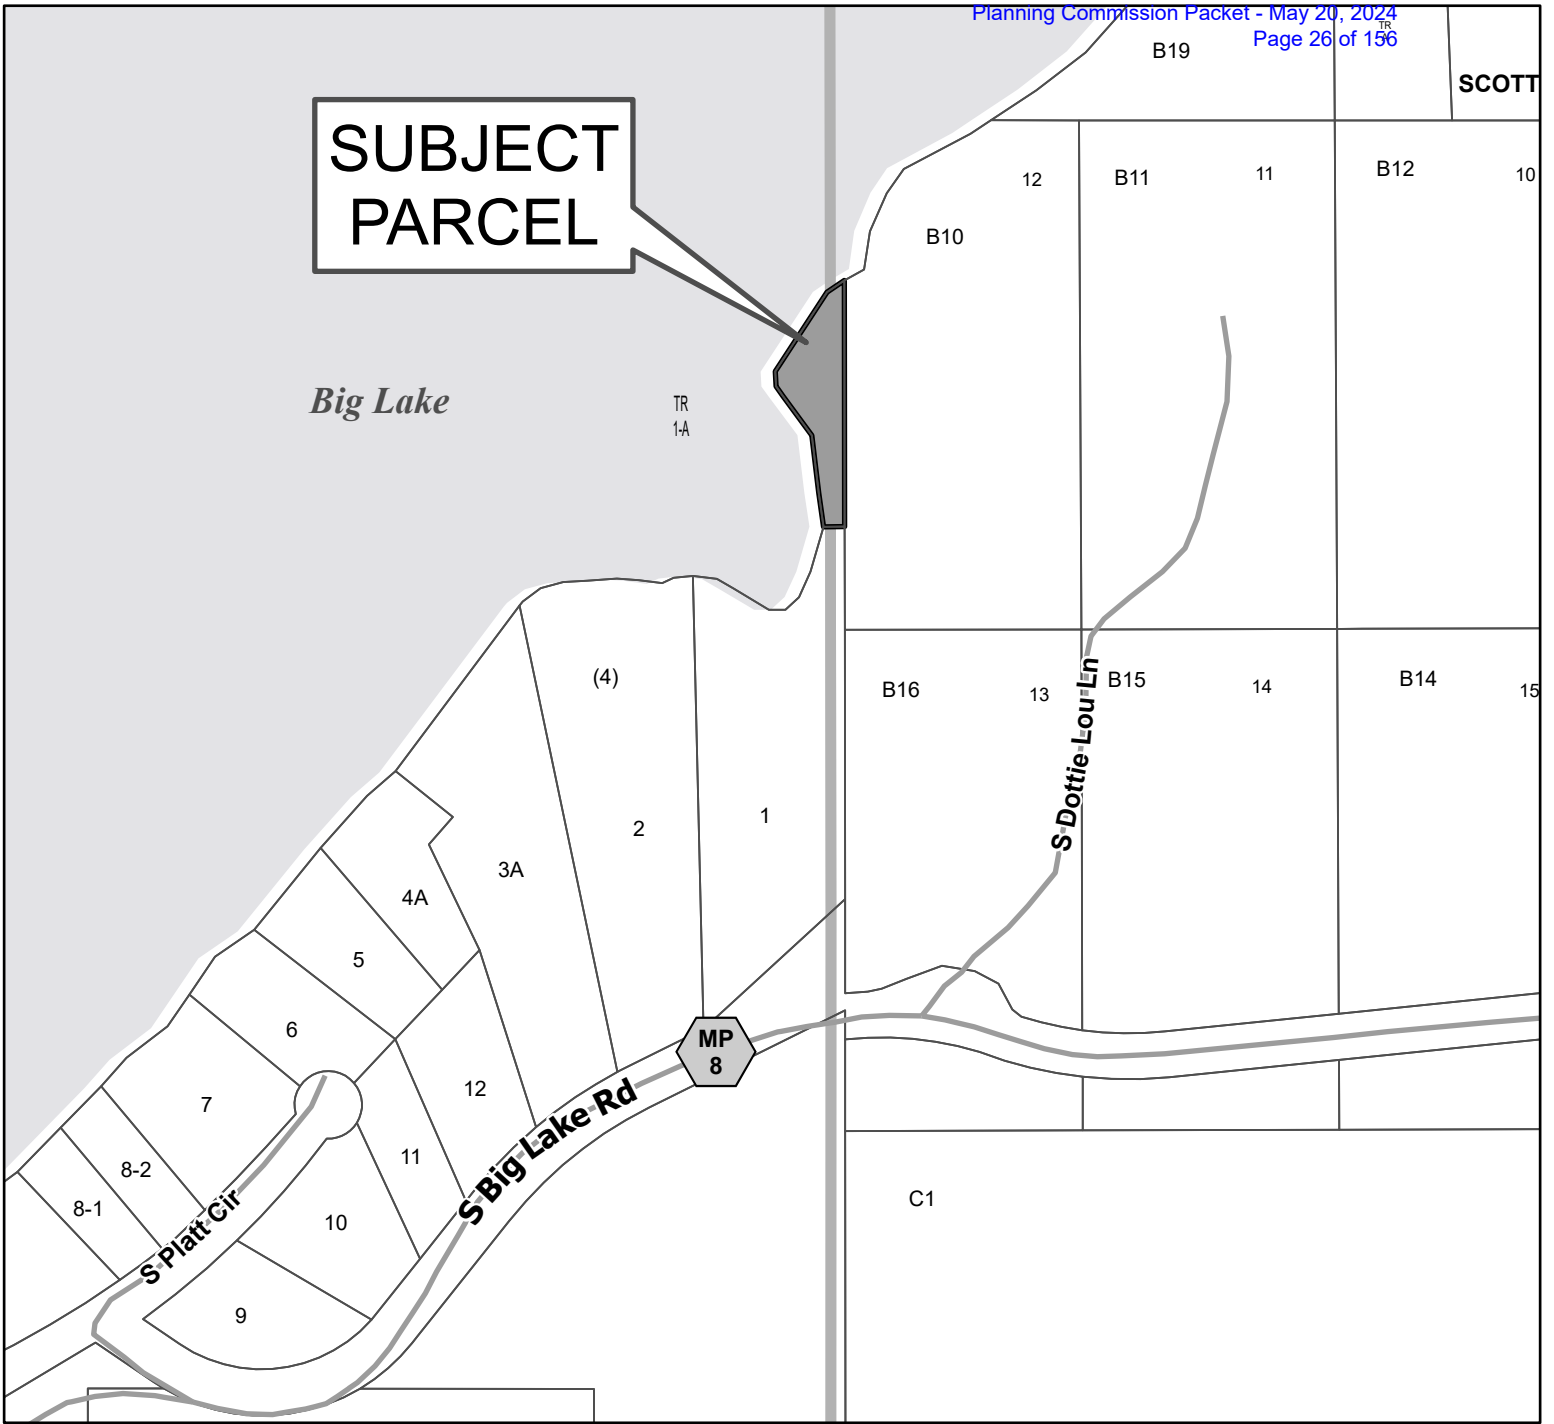 Planning Commission Packet - May 20, 2024
Page 26 of 156
TR
B19
SCOTT
SUBJECT
PARCEL
12
B11
11
B12
10
B10
Big Lake
TR
1-A
(4)
B16
13
B15
14
B14
15
S Dottie Lou Ln
1
2
3A
4A
5
6
MP
8
7
12
11
8-2
8-1
10
9
S Platt Cir
S Big Lake Rd
C1